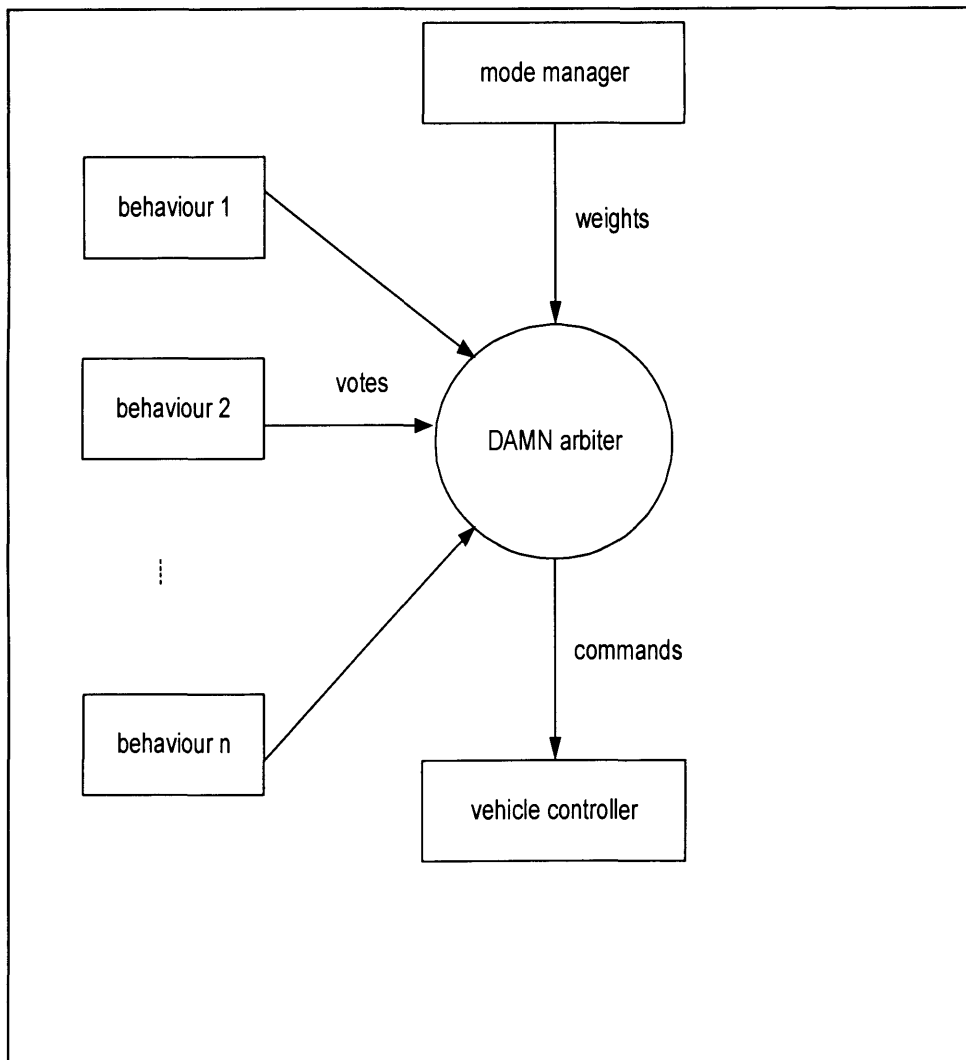 mode manager
behaviour 1
weights
votes
behaviour 2
DAMN arbiter
commands
behaviour n
vehicle controller